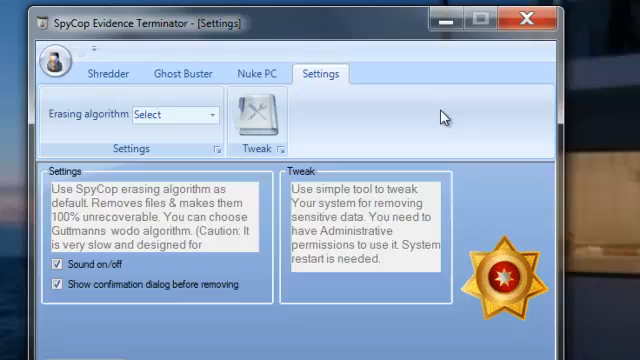 SpyCop Evidence Terminator - [Settings]
Shredder Ghost Buster Nuke PC Settings
Erasing algorithm Select
Settings Tweak
Settings
Use SpyCop erasing algorithm as
default. Removes files & makes them
100% unrecoverable. You can choose
Guttmanns wodo algorithm. (Caution: It
is very slow and designed for
Sound on/off
Show confirmation dialog before removing
Tweak
Use simple tool to tweak
Your system for removing
sensitive data. You need to
have Administrative
permissions to use it. System
restart is needed.